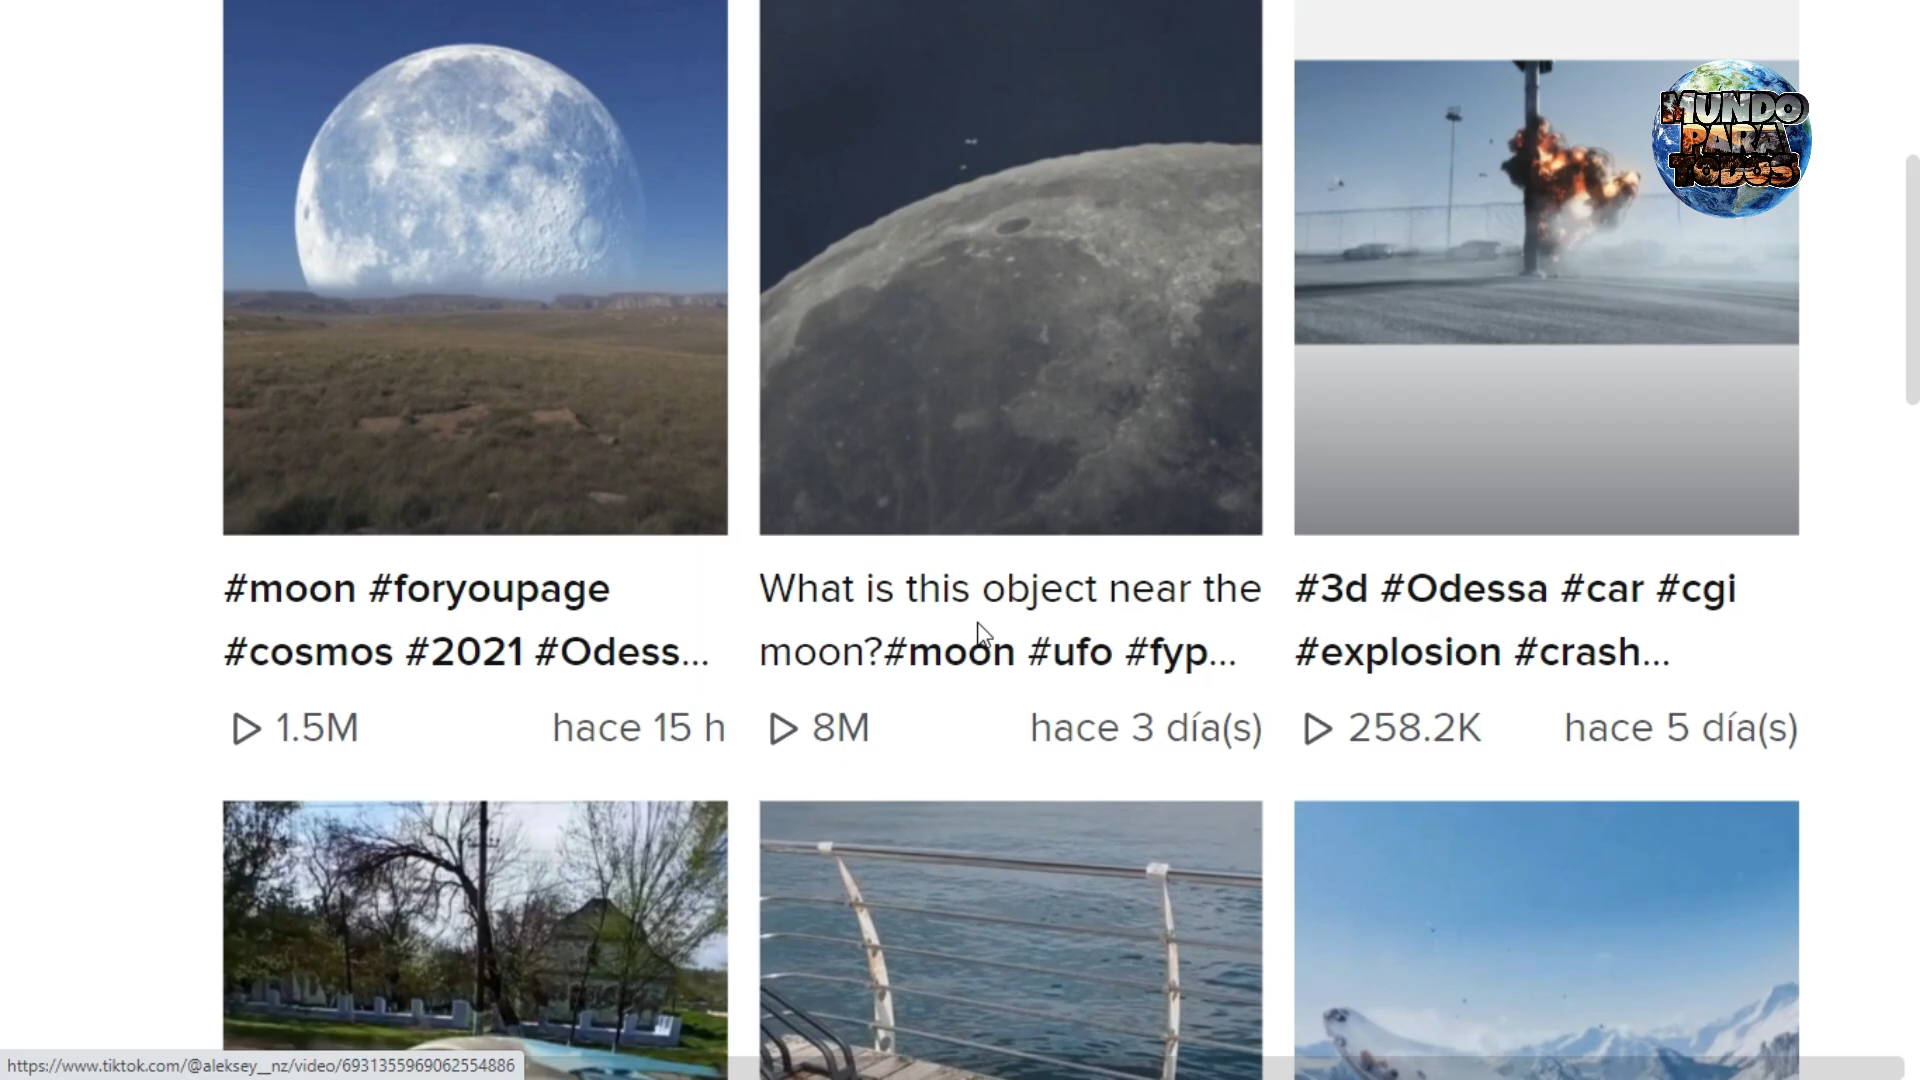 MUNDO
PARA
TODOS
#moon #foryoupage
#cosmos #2021 #Odess...
1.5M
hace 15 h
What is this object near the
moon?#moon #ufo #fyp...
8M
hace 3 día(s)
#3d #Odessa #car #cgi
#explosion #crash...
258.2K
hace 5 día(s)
https://www.tiktok.com/@aleksey__nz/video/6931355969062554886